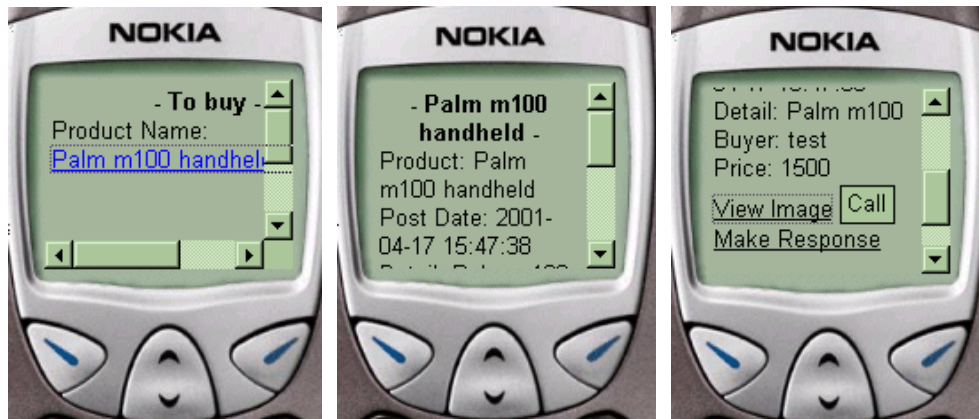 NOKIA
- To buy -
Product Name:
Palm m100 handhel
NOKIA
- Palm m100
handheld -
Product: Palm
m100 handheld
Post Date: 2001-
04-17 15:47:38
NOKIA
Detail: Palm m100
Buyer: test
Price: 1500
View Image Call
Make Response